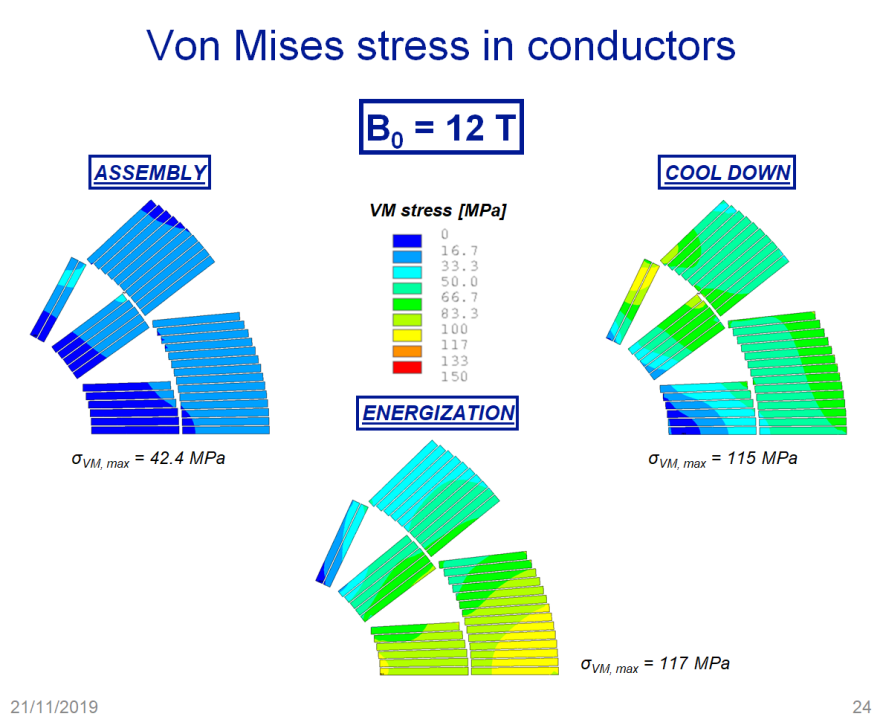 Von Mises stress in conductors
B0 = 12 T
ASSEMBLY
COOL DOWN
VM stress [MPa]
0
16.7
33.3
50.0
66.7
83.3
100
117
133
150
ENERGIZATION
σVM, max = 42.4 MPa
σVM, max = 115 MPa
σVM, max = 117 MPa
21/11/2019
24